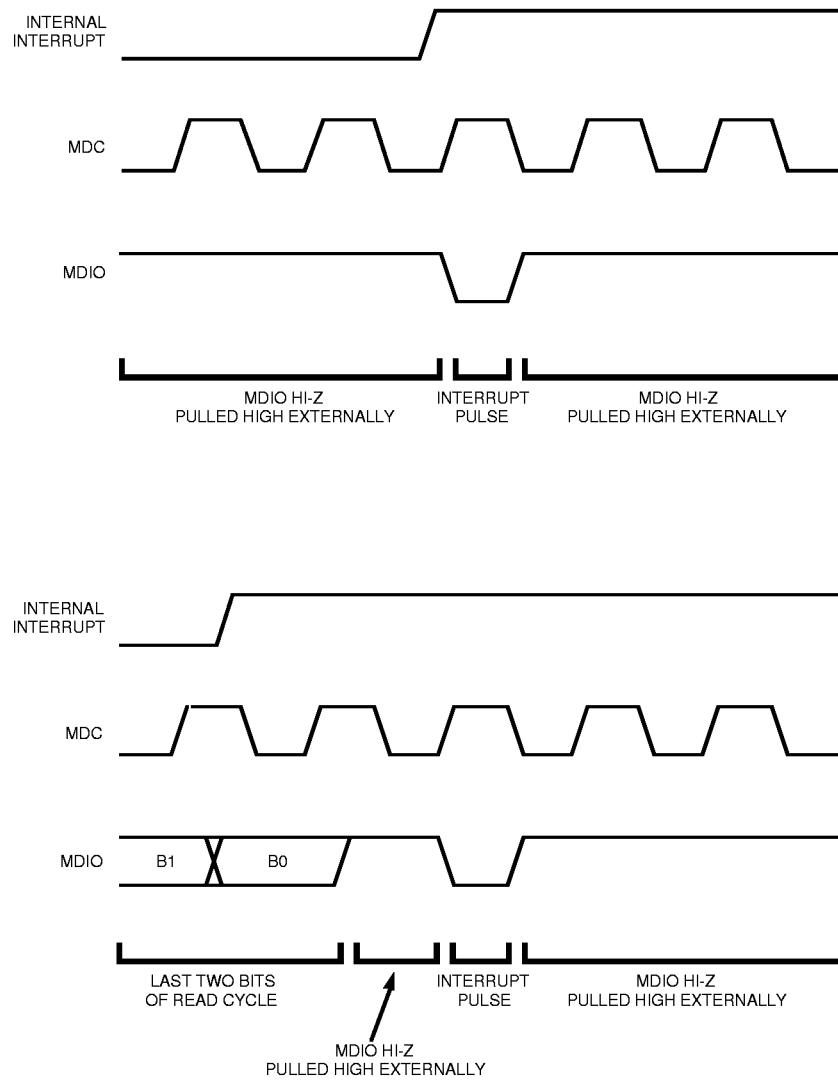 INTERNAL
INTERRUPT
MDC
MDIO
MDIO HI-Z
PULLED HIGH EXTERNALLY
INTERRUPT
PULSE
MDIO HI-Z
PULLED HIGH EXTERNALLY
INTERNAL
INTERRUPT
MDC
MDIO
B1
B0
LAST TWO BITS
OF READ CYCLE
INTERRUPT
PULSE
MDIO HI-Z
PULLED HIGH EXTERNALLY
MDIO HI-Z
PULLED HIGH EXTERNALLY